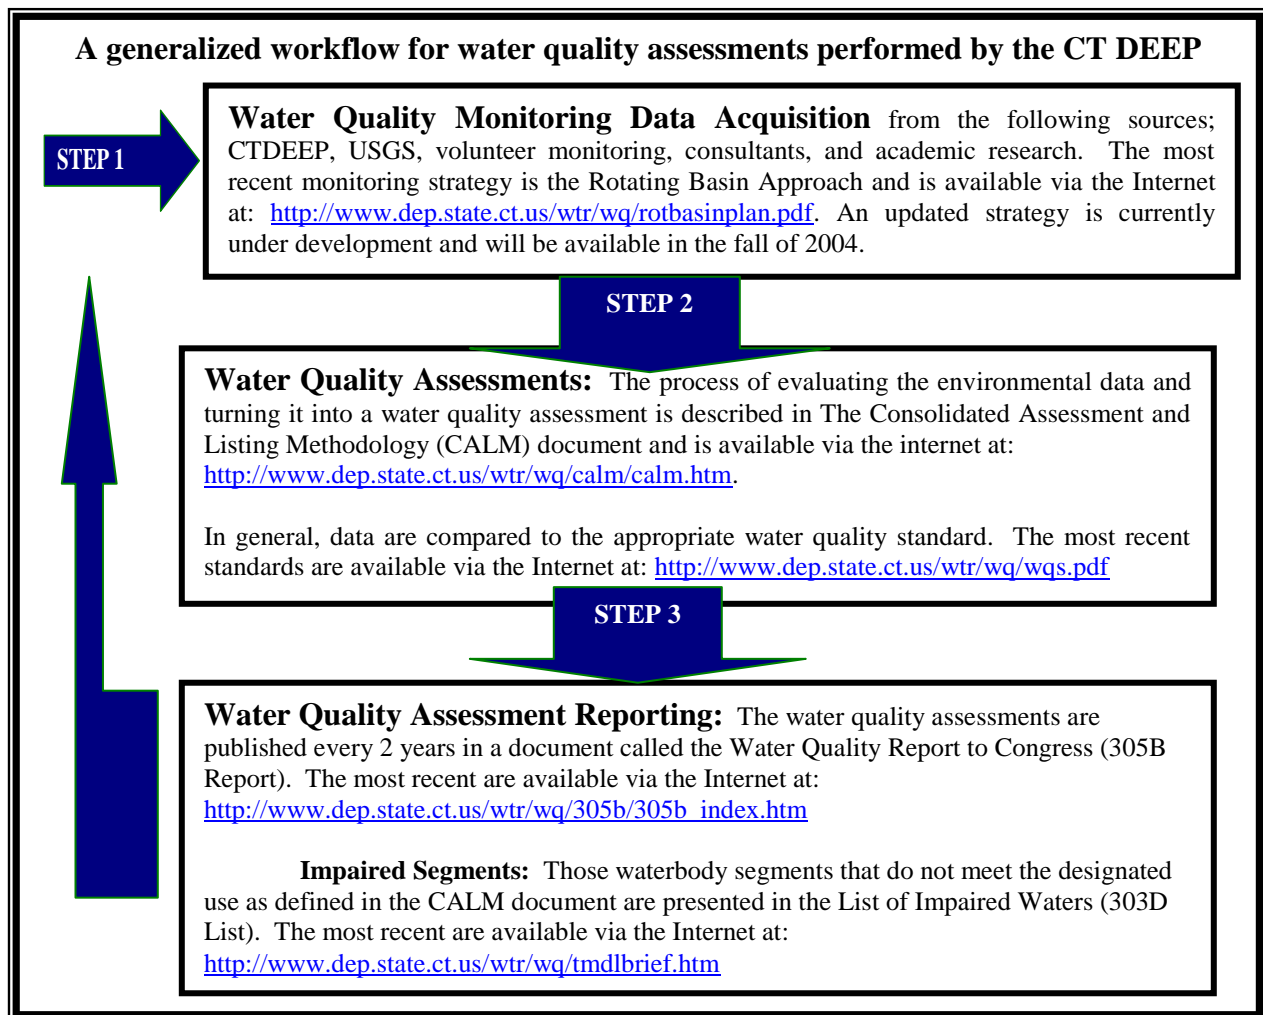 A generalized workflow for water quality assessments performed by the CT DEEP
STEP 1
Water Quality Monitoring Data Acquisition from the following sources;
CTDEEP, USGS, volunteer monitoring, consultants, and academic research. The most
recent monitoring strategy is the Rotating Basin Approach and is available via the Internet
at: http://www.dep.state.ct.us/wtr/wq/rotbasinplan.pdf. An updated strategy is currently
under development and will be available in the fall of 2004.
STEP 2
Water Quality Assessments: The process of evaluating the environmental data and
turning it into a water quality assessment is described in The Consolidated Assessment and
Listing Methodology (CALM) document and is available via the internet at:
http://www.dep.state.ct.us/wtr/wq/calm/calm.htm.
In general, data are compared to the appropriate water quality standard. The most recent
standards are available via the Internet at: http://www.dep.state.ct.us/wtr/wq/wqs.pdf
STEP 3
Water Quality Assessment Reporting: The water quality assessments are
published every 2 years in a document called the Water Quality Report to Congress (305B
Report). The most recent are available via the Internet at:
http://www.dep.state.ct.us/wtr/wq/305b/305b_index.htm
Impaired Segments: Those waterbody segments that do not meet the designated
use as defined in the CALM document are presented in the List of Impaired Waters (303D
List). The most recent are available via the Internet at:
http://www.dep.state.ct.us/wtr/wq/tmdlbrief.htm